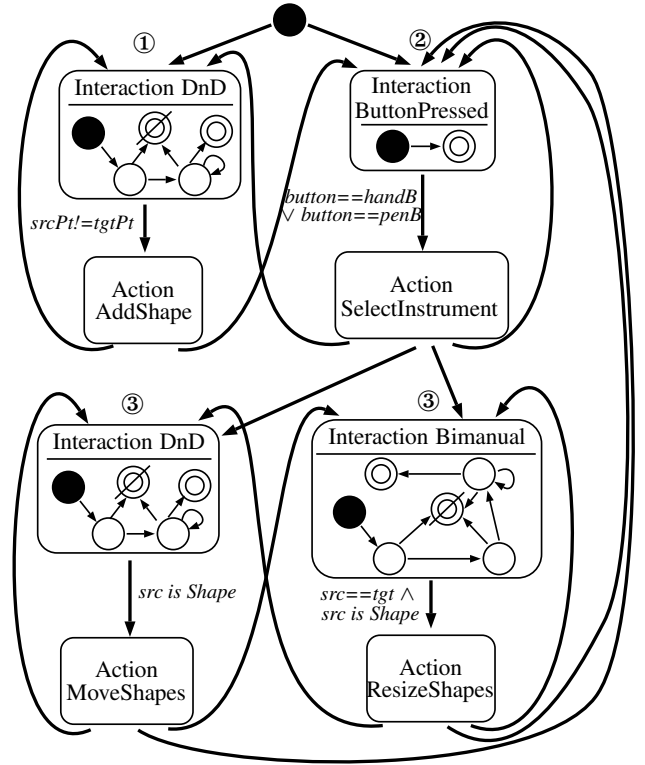 ①
②
Interaction DnD
Interaction
ButtonPressed
srcPt!=tgtPt
button==handB
∨ button==penB
Action
AddShape
Action
SelectInstrument
③
③
Interaction DnD
Interaction Bimanual
src is Shape
src==tgt ∧
src is Shape
Action
MoveShapes
Action
ResizeShapes